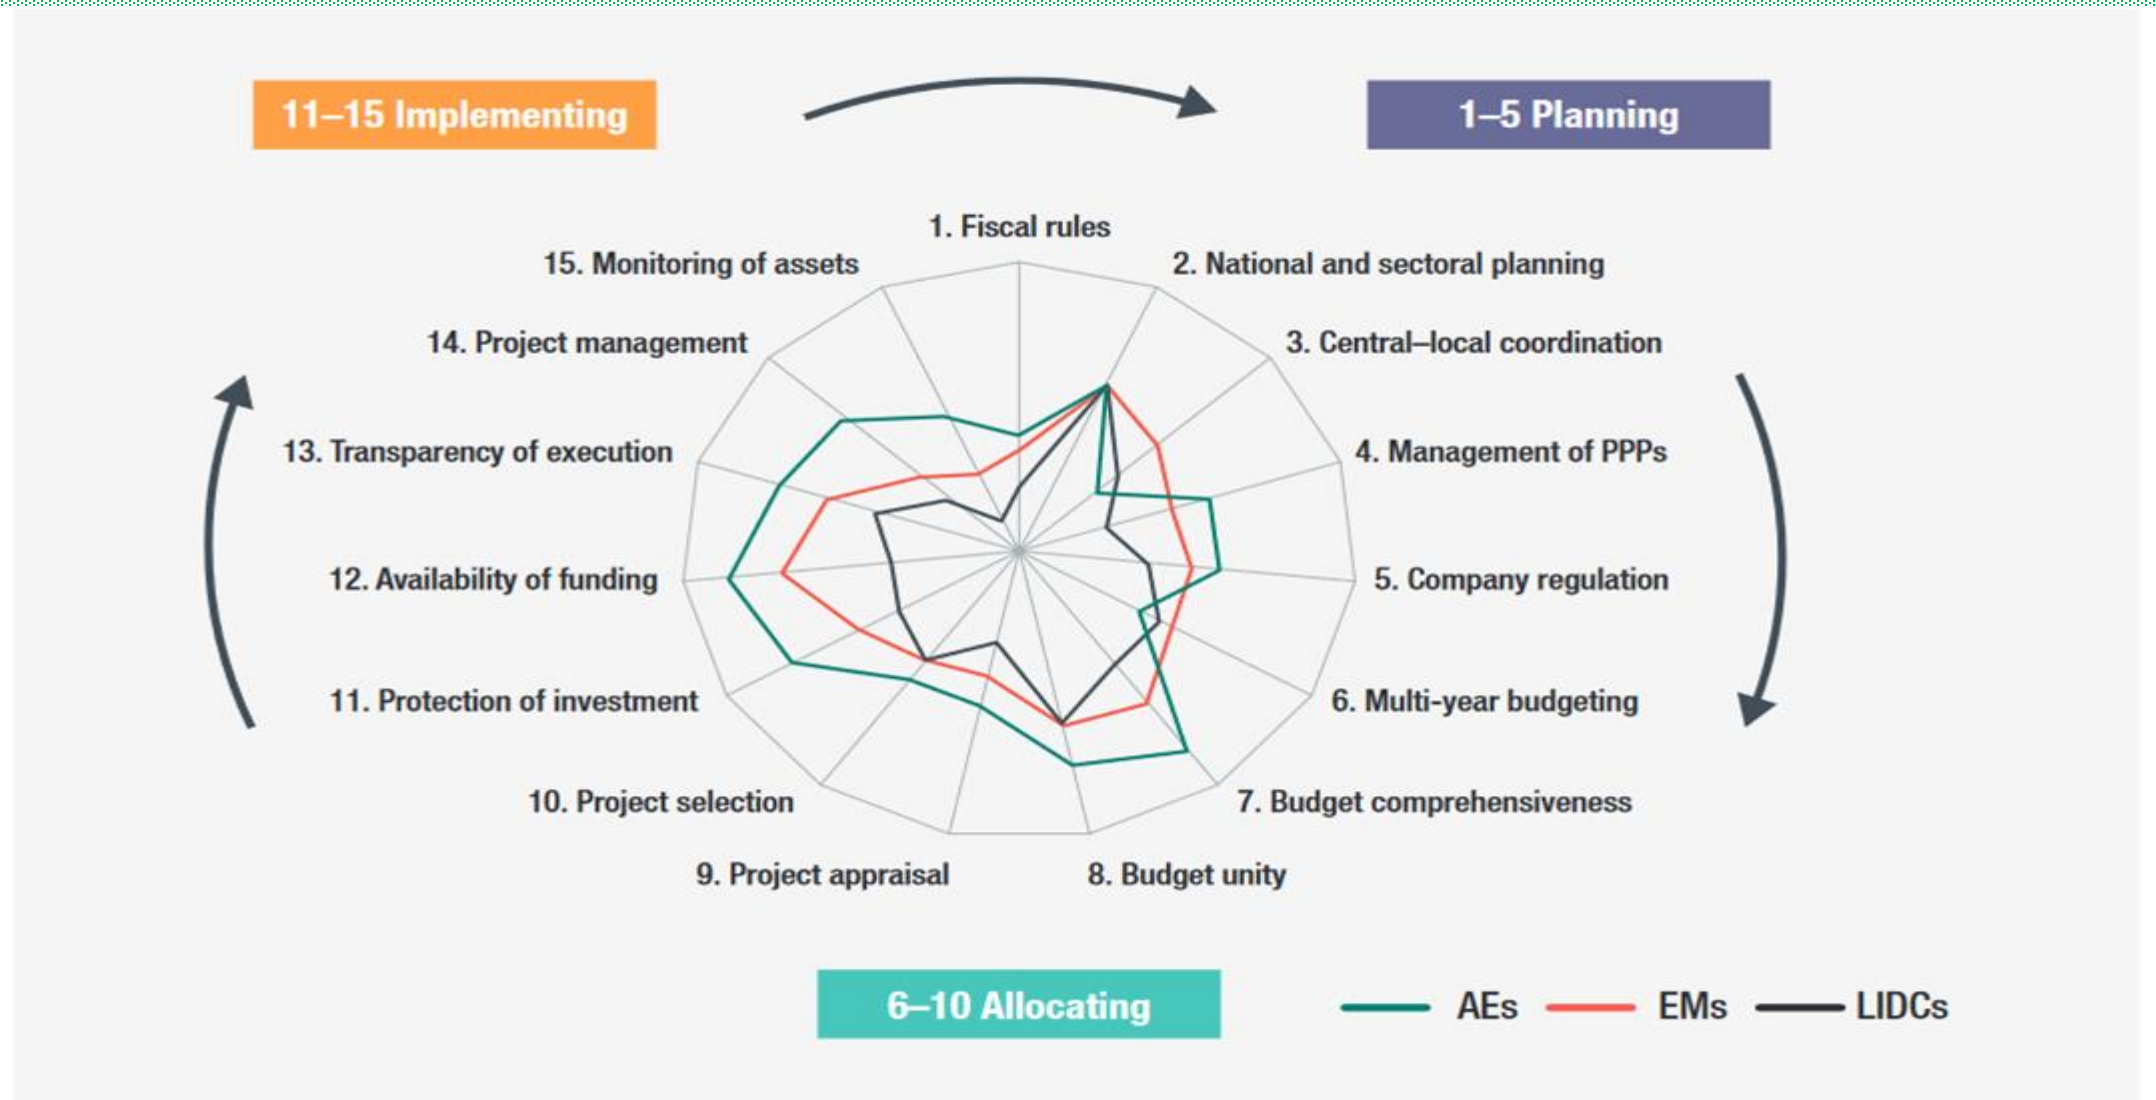 11–15 Implementing
1–5 Planning
1. Fiscal rules
15. Monitoring of assets
2. National and sectoral planning
14. Project management
3. Central–local coordination
13. Transparency of execution
4. Management of PPPs
12. Availability of funding
5. Company regulation
11. Protection of investment
6. Multi-year budgeting
10. Project selection
7. Budget comprehensiveness
9. Project appraisal
8. Budget unity
6–10 Allocating
AEs
EMs
LIDCs